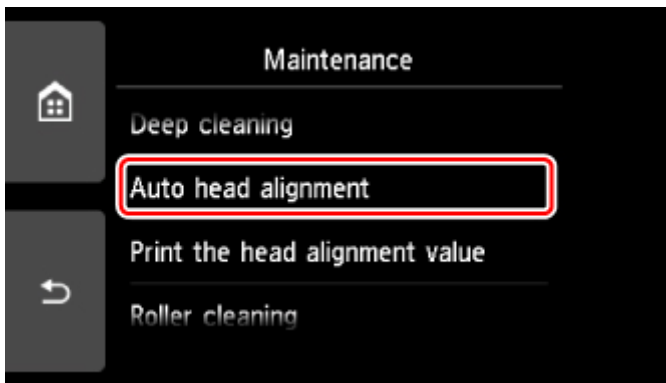 Maintenance
Deep cleaning
Auto head alignment
Print the head alignment value
Roller cleaning